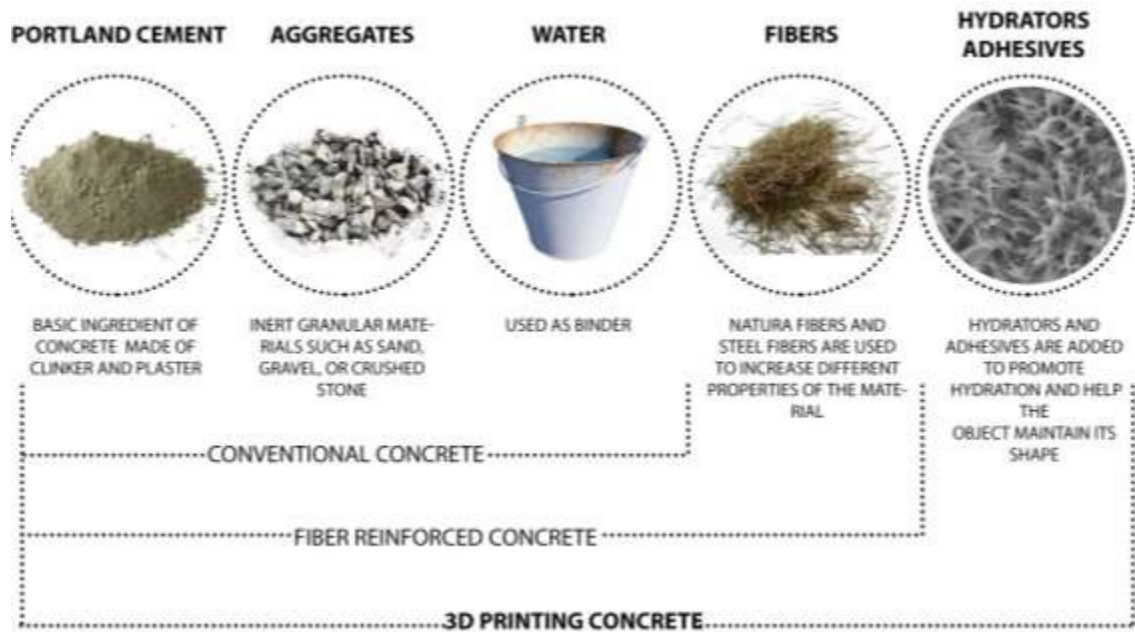 PORTLAND CEMENT
AGGREGATES
WATER
FIBERS
HYDRATORS
ADHESIVES
BASIC INGREDIENT OF
CONCRETE MADE OF
CLINKER AND PLASTER
INERT GRANULAR MATE-
RIALS SUCH AS SAND,
GRAVEL, OR CRUSHED
STONE
USED AS BINDER
NATURA FIBERS AND
STEEL FIBERS ARE USED
TO INCREASE DIFFERENT
PROPERTIES OF THE MATE-
RIAL
HYDRATORS AND
ADHESIVES ARE ADDED
TO PROMOTE
HYDRATION AND HELP
THE
OBJECT MAINTAIN ITS
SHAPE
CONVENTIONAL CONCRETE
FIBER REINFORCED CONCRETE
3D PRINTING CONCRETE